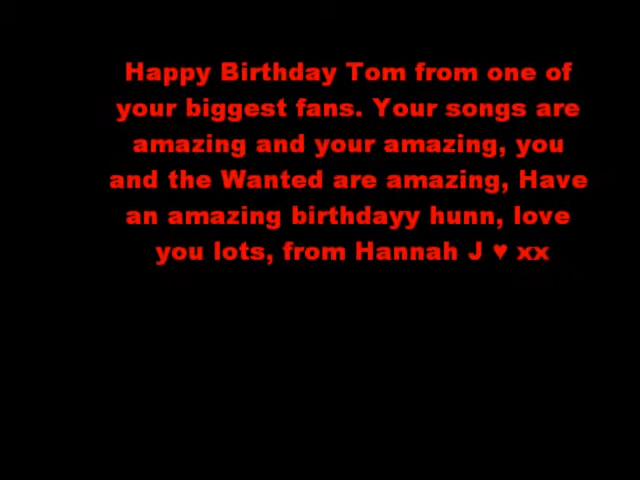 Happy Birthday Tom from one of
your biggest fans. Your songs are
amazing and your amazing, you
and the Wanted are amazing, Have
an amazing birthdayy hunn, love
you lots, from Hannah J ♥ xx